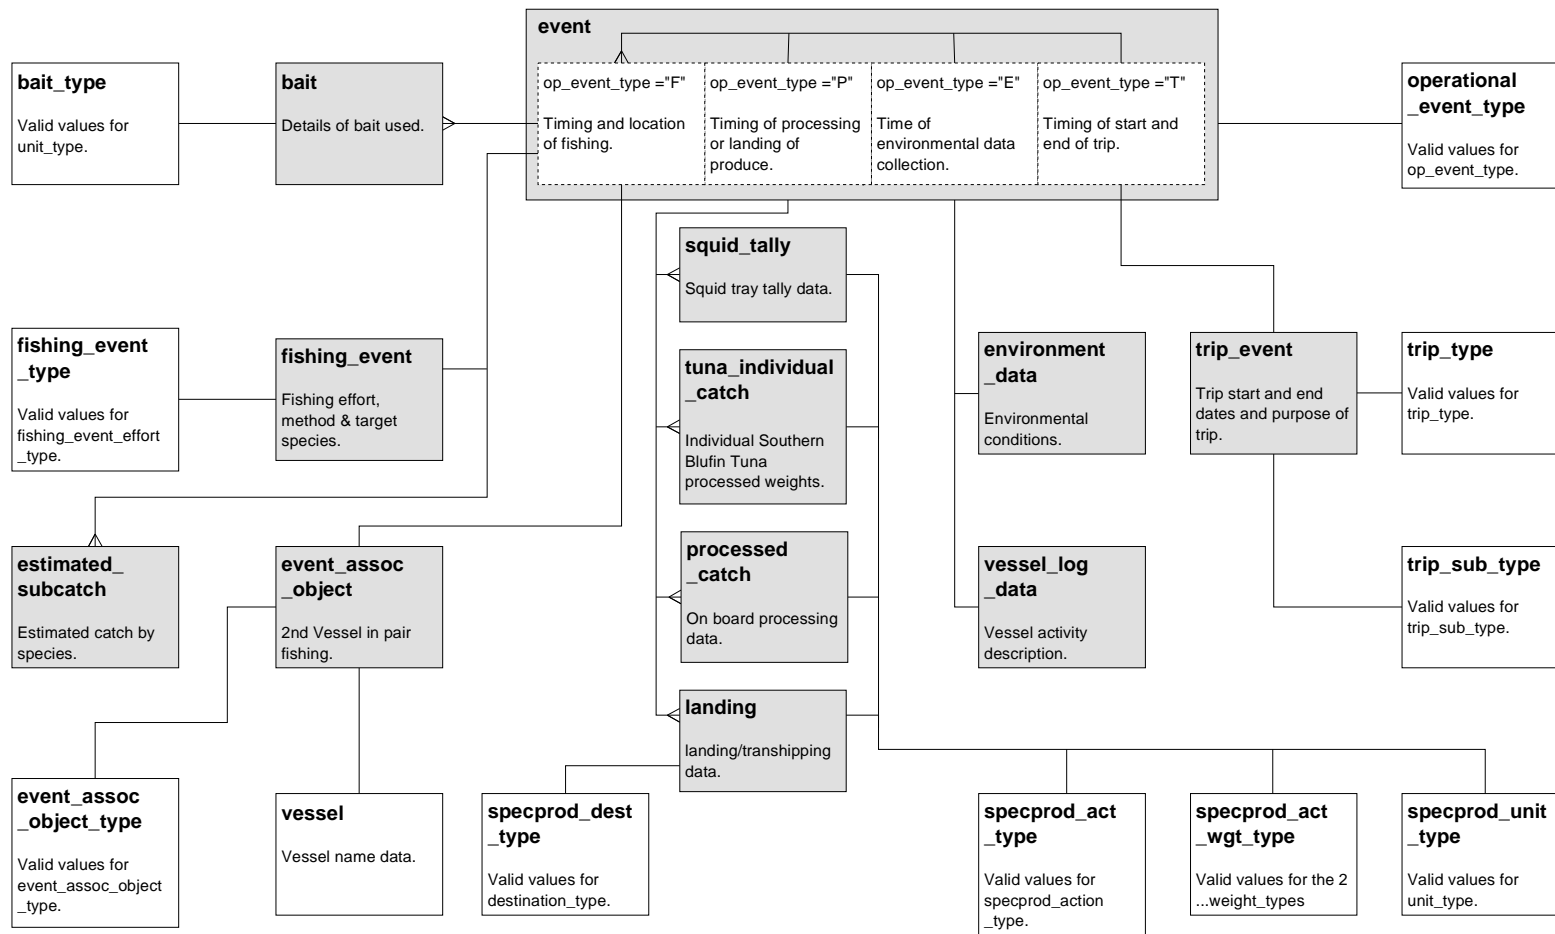 event
op_event_type ="F"
Timing and location
of fishing.
op_event_type ="P"
Timing of processing
or landing of
produce.
op_event_type ="E"
Time of
environmental data
collection.
op_event_type ="T"
Timing of start and
end of trip.
bait_type
Valid values for
unit_type.
bait
Details of bait used.
operational
_event_type
Valid values for
op_event_type.
squid_tally
Squid tray tally data.
fishing_event
_type
Valid values for
fishing_event_effort
_type.
fishing_event
Fishing effort,
method & target
species.
tuna_individual
_catch
Individual Southern
Blufin Tuna
processed weights.
environment
_data
Environmental
conditions.
trip_event
Trip start and end
dates and purpose of
trip.
trip_type
Valid values for
trip_type.
estimated_
subcatch
Estimated catch by
species.
event_assoc
_object
2nd Vessel in pair
fishing.
processed
_catch
On board processing
data.
vessel_log
_data
Vessel activity
description.
trip_sub_type
Valid values for
trip_sub_type.
landing
landing/transhipping
data.
event_assoc
_object_type
Valid values for
event_assoc_object
_type.
vessel
Vessel name data.
specprod_dest
_type
Valid values for
destination_type.
specprod_act
_type
Valid values for
specprod_action
_type.
specprod_act
_wgt_type
Valid values for the 2
...weight_types
specprod_unit
_type
Valid values for
unit_type.